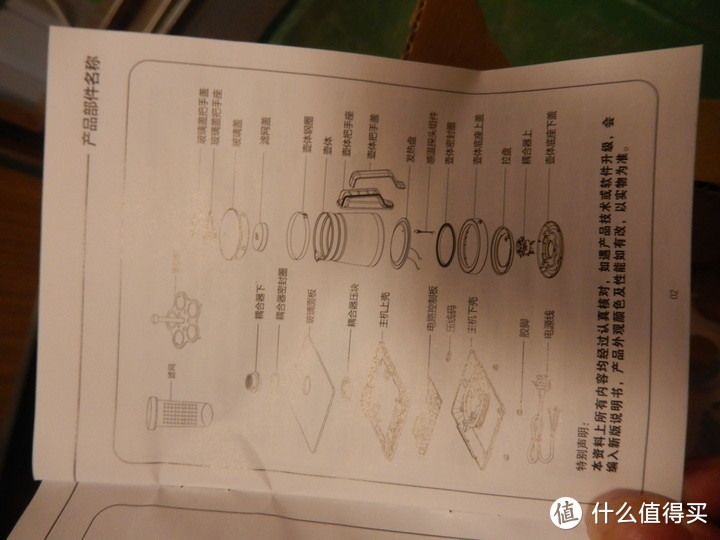 产品部件名称
玻璃盖把手盖
玻璃盖把手座
玻璃盖
滤网盖
壶体钢圈
壶体
壶体把手座
壶体把手盖
发热盘
感温探头组件
壶体密封圈
壶体底座上盖
拉盘
耦合器上
壶体底座下盖
滤网
耦合器下
耦合器密封圈
玻璃面板
耦合器压块
主机上壳
电路控制板
压线码
主机下壳
胶脚
电源线
特别声明：
本资料上所有内容均经过认真核对，如遇产品技术或软件升级，会
编入新版说明书，产品外观颜色及性能如有改，以实物为准。
02
值 什么值得买